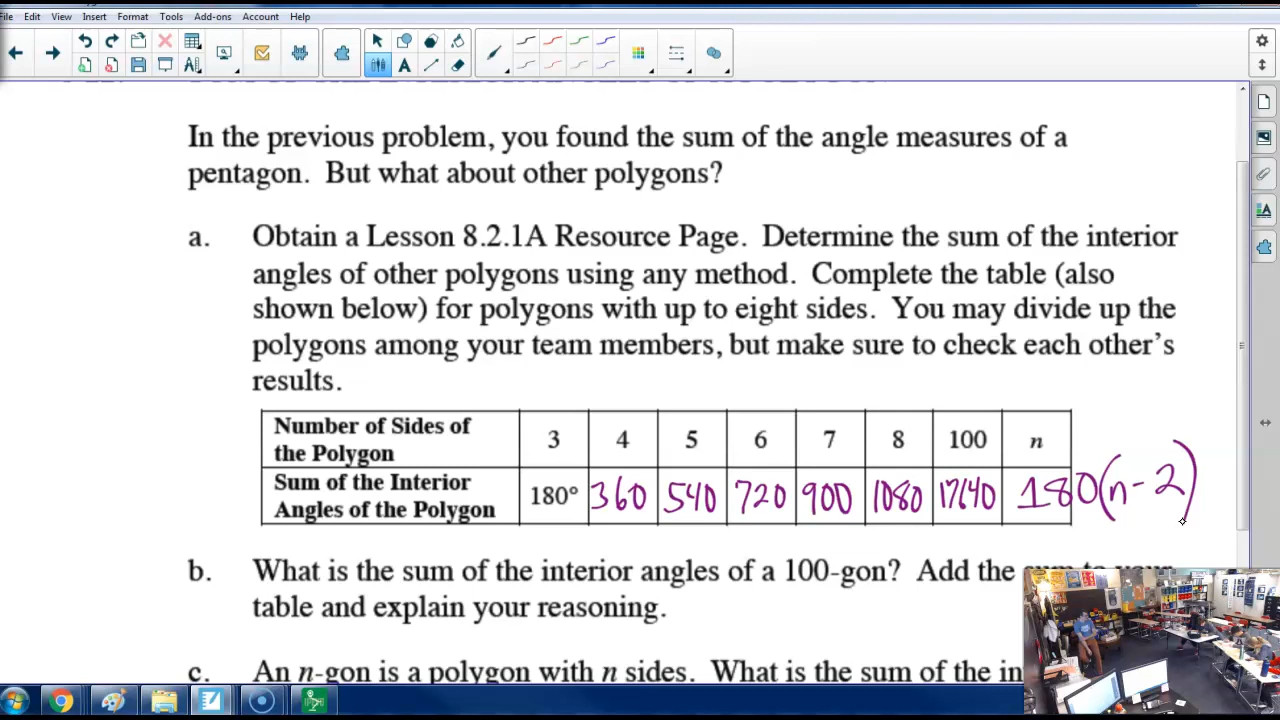 File Edit View Insert Format Tools Add-ons Account Help
In the previous problem, you found the sum of the angle measures of a
pentagon. But what about other polygons?
a. Obtain a Lesson 8.2.1A Resource Page. Determine the sum of the interior
angles of other polygons using any method. Complete the table (also
shown below) for polygons with up to eight sides. You may divide up the
polygons among your team members, but make sure to check each other's
results.
Number of Sides of
the Polygon
3 4 5 6 7 8 100 n
Sum of the Interior
Angles of the Polygon
180° 360 540 720 900 1080 17640 180(n-2)
b. What is the sum of the interior angles of a 100-gon? Add the sum to your
table and explain your reasoning.
c. An n-gon is a polygon with n sides. What is the sum of the in